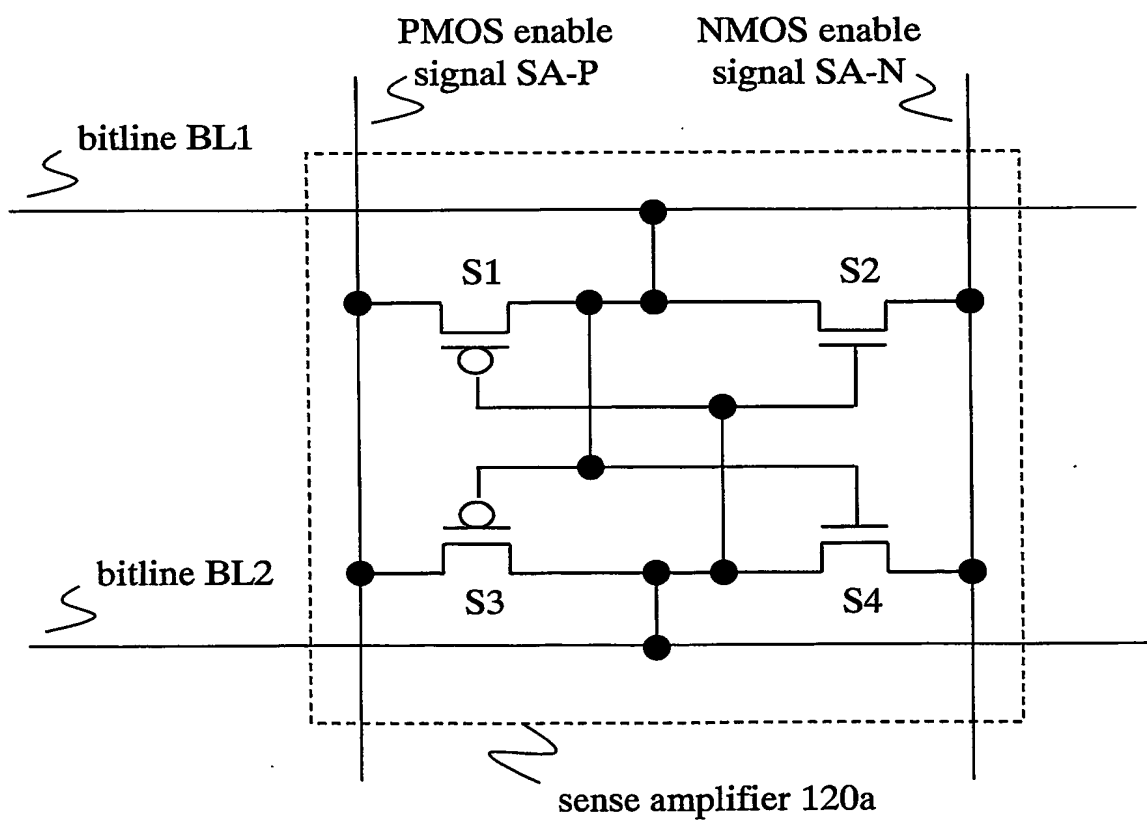 PMOS enable
signal SA-P
NMOS enable
signal SA-N
bitline BL1
S1
S2
bitline BL2
S3
S4
sense amplifier 120a